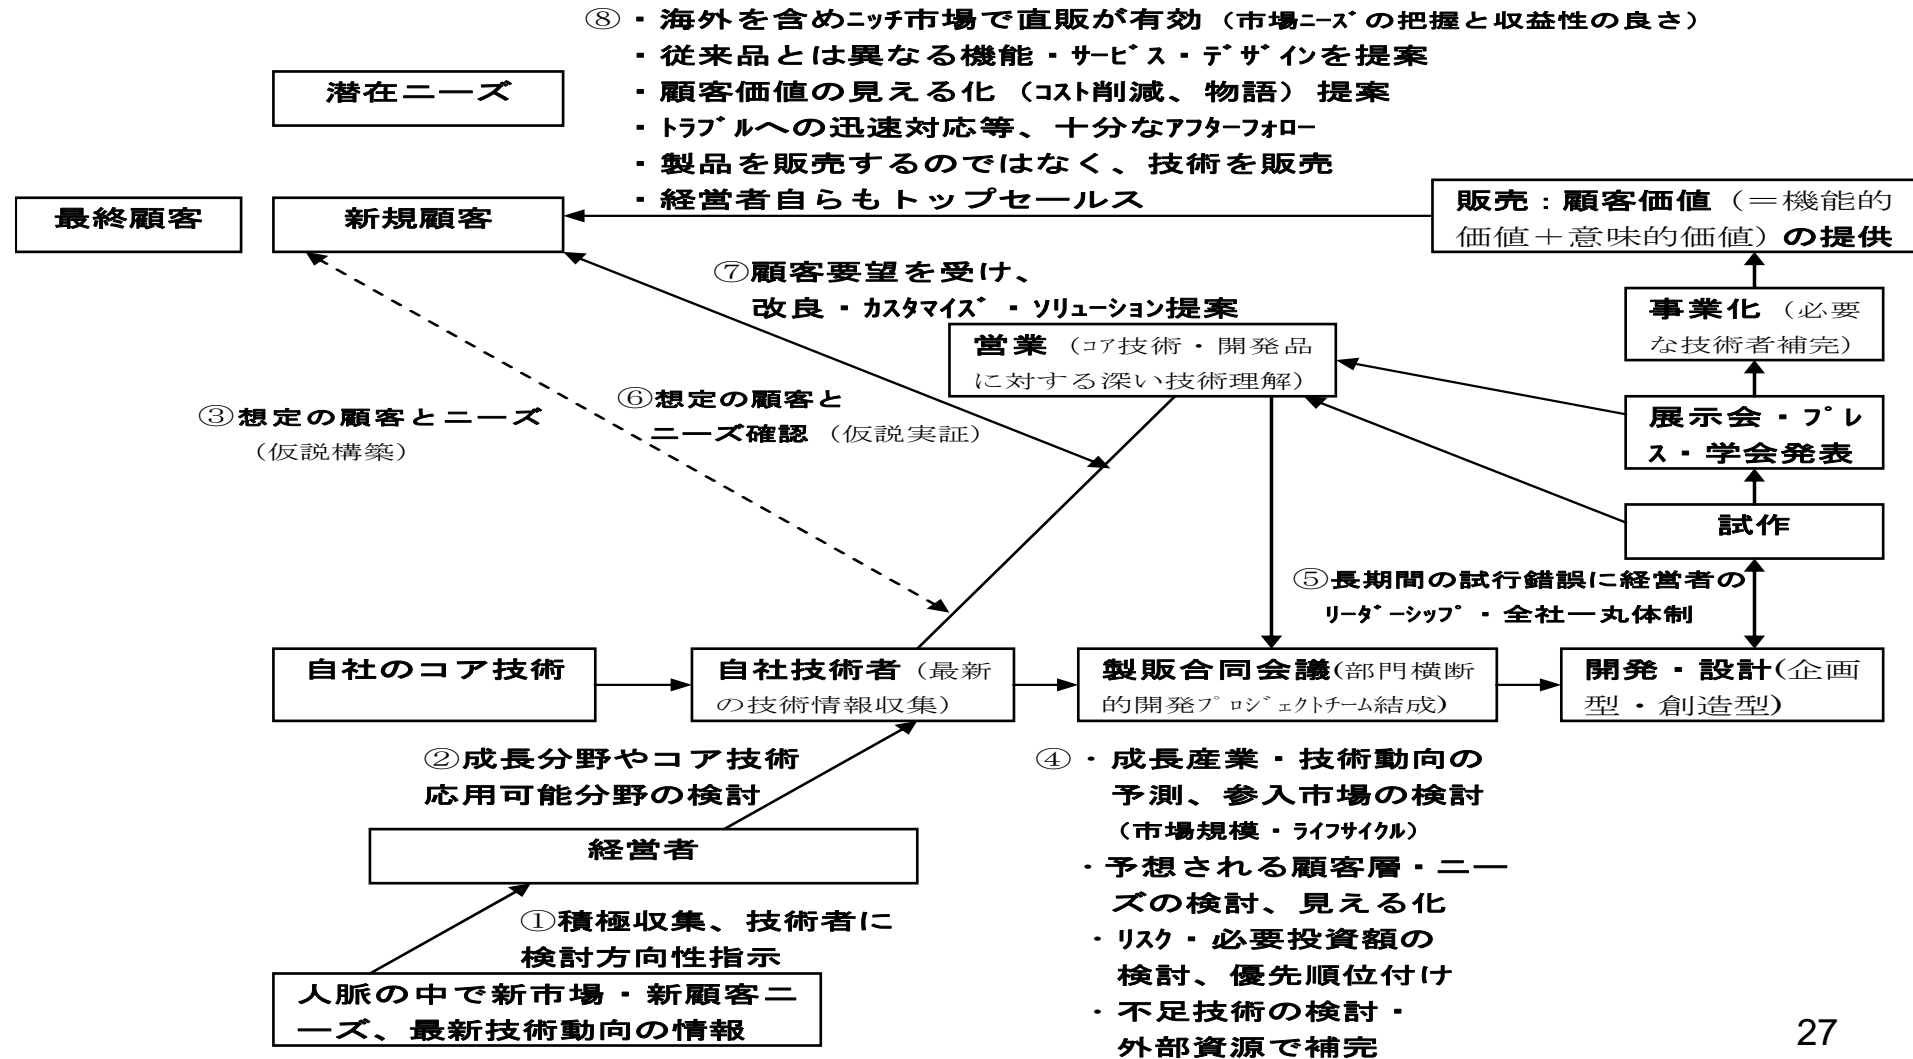 ⑧・海外を含めニッチ市場で直販が有効（市場ニーズの把握と収益性の良さ）
・従来品とは異なる機能・サービス・デザインを提案
・顧客価値の見える化（コスト削減、物語）提案
・トラブルへの迅速対応等、十分なアフターフォロー
・製品を販売するのではなく、技術を販売
・経営者自らもトップセールス
潜在ニーズ
最終顧客
新規顧客
販売：顧客価値（＝機能的
価値＋意味的価値）の提供
⑦顧客要望を受け、
改良・カスタマイズ・ソリューション提案
事業化（必要
な技術者補完）
営業（コア技術・開発品
に対する深い技術理解）
③想定の顧客とニーズ
（仮説構築）
⑥想定の顧客と
ニーズ確認（仮説実証）
展示会・プレ
ス・学会発表
試作
⑤長期間の試行錯誤に経営者の
リーダーシップ・全社一丸体制
自社のコア技術
自社技術者（最新
の技術情報収集）
製販合同会議(部門横断
的開発プロジェクトチーム結成)
開発・設計(企画
型・創造型)
②成長分野やコア技術
応用可能分野の検討
④・成長産業・技術動向の
予測、参入市場の検討
（市場規模・ライフサイクル）
・予想される顧客層・ニー
ズの検討、見える化
・リスク・必要投資額の
検討、優先順位付け
・不足技術の検討・
外部資源で補完
経営者
①積極収集、技術者に
検討方向性指示
人脈の中で新市場・新顧客ニ
ーズ、最新技術動向の情報
27